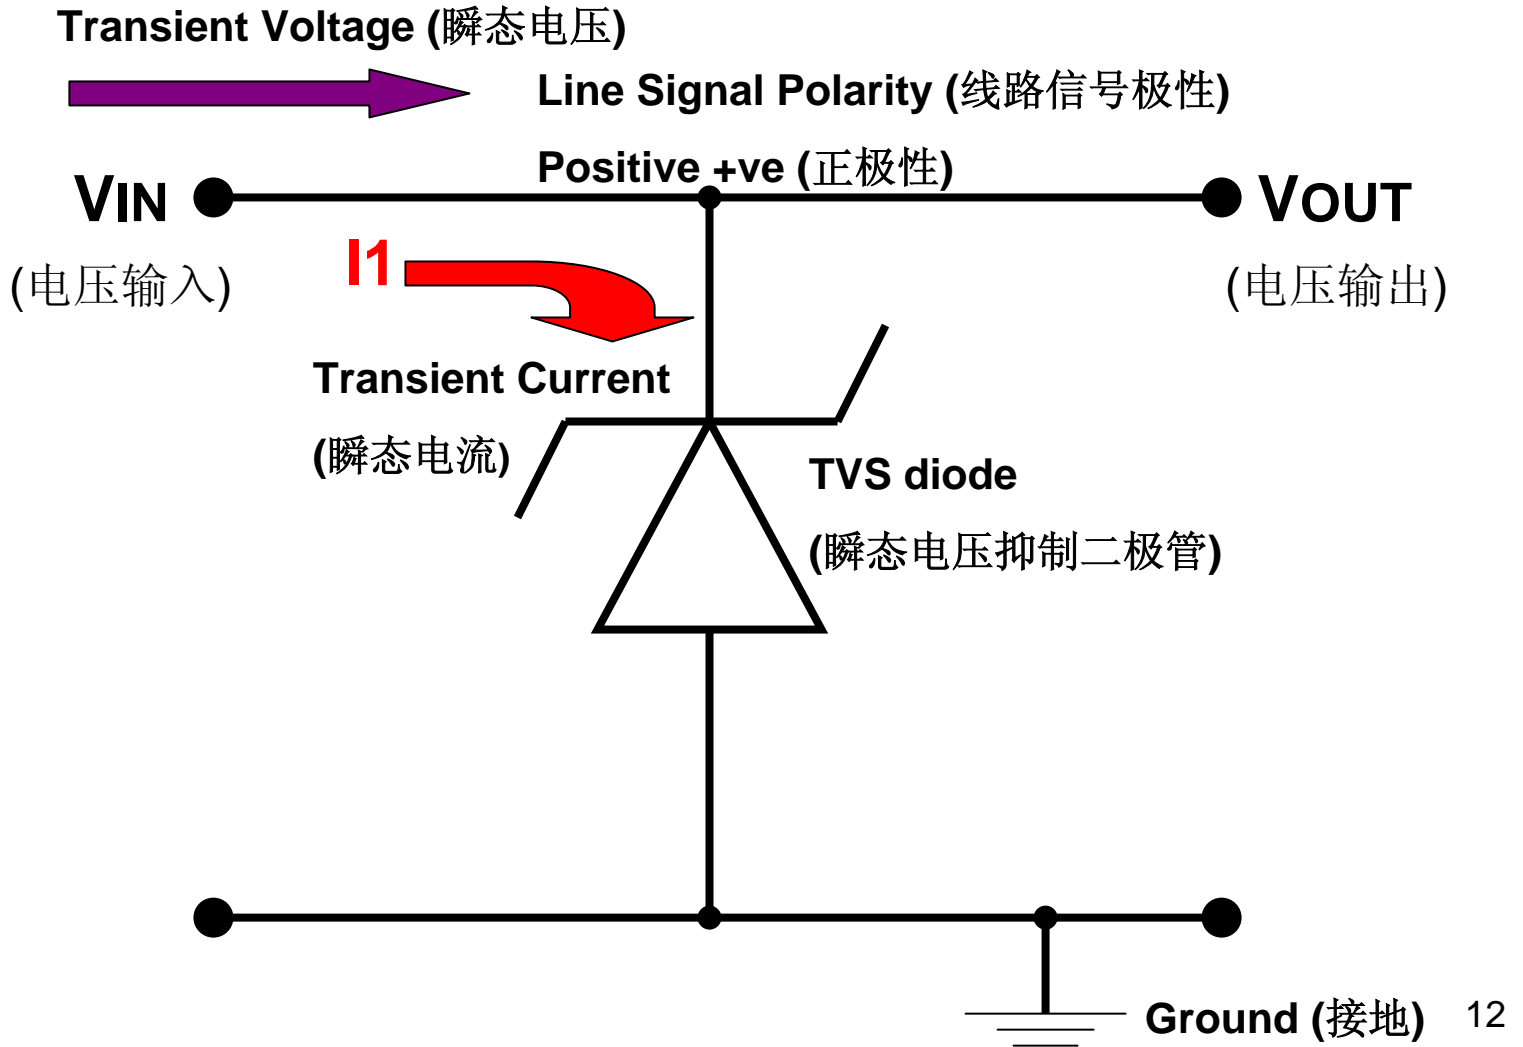 Transient Voltage (瞬态电压)
Line Signal Polarity (线路信号极性)
Positive +ve (正极性)
VIN
VOUT
I1
(电压输入)
(电压输出)
Transient Current
(瞬态电流)
TVS diode
(瞬态电压抑制二极管)
Ground (接地)
12